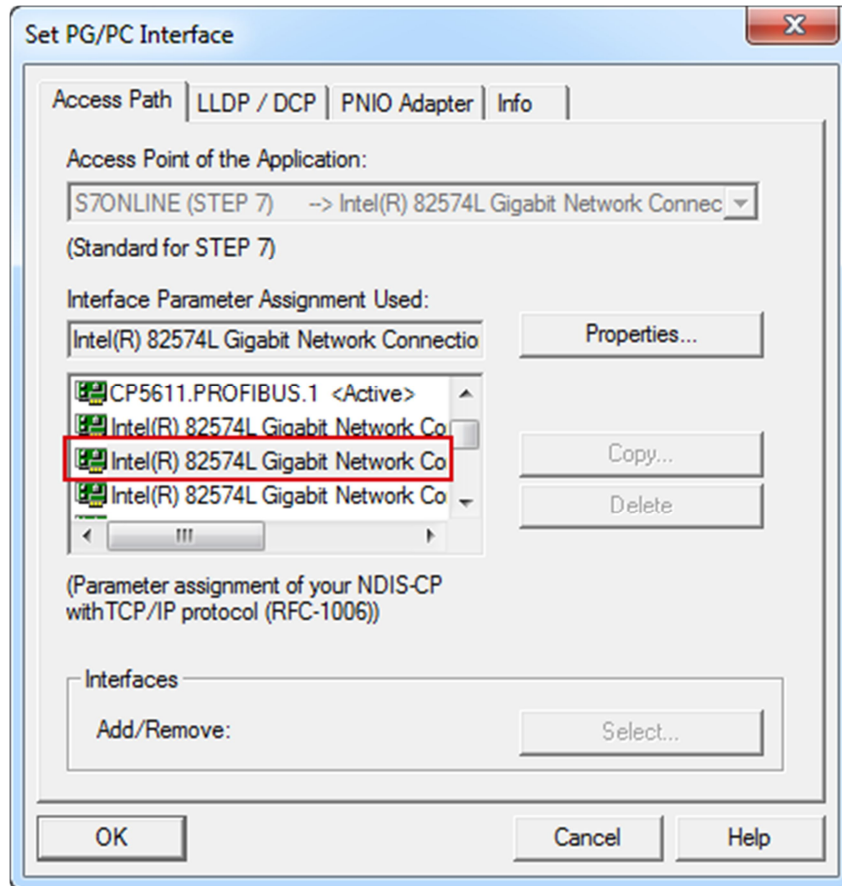 Set PG/PC Interface
Access Path LLDP / DCP PNIO Adapter Info
Access Point of the Application:
S7ONLINE (STEP 7) --> Intel(R) 82574L Gigabit Network Connec
(Standard for STEP 7)
Interface Parameter Assignment Used:
Intel(R) 82574L Gigabit Network Connectio
Properties...
CP5611.PROFIBUS.1 <Active>
Intel(R) 82574L Gigabit Network Co
Intel(R) 82574L Gigabit Network Co
Intel(R) 82574L Gigabit Network Co
Copy...
Delete
(Parameter assignment of your NDIS-CP
withTCP/IP protocol (RFC-1006))
Interfaces
Add/Remove:
Select...
OK
Cancel
Help